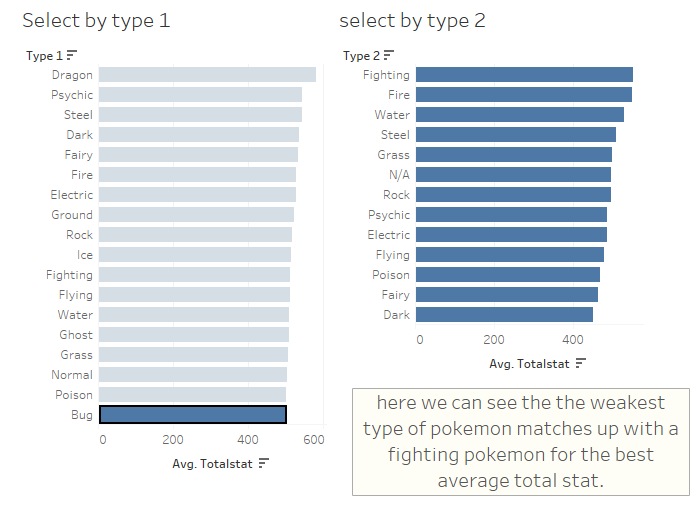 Select by type 1
select by type 2
Type 1
Dragon
Psychic
Steel
Dark
Fairy
Fire
Electric
Ground
Rock
Ice
Fighting
Flying
Water
Ghost
Grass
Normal
Poison
Bug
0 200 400 600
Avg. Totalstat
Type 2
Fighting
Fire
Water
Steel
Grass
N/A
Rock
Psychic
Electric
Flying
Poison
Fairy
Dark
0 200 400
Avg. Totalstat
here we can see the the weakest
type of pokemon matches up with a
fighting pokemon for the best
average total stat.